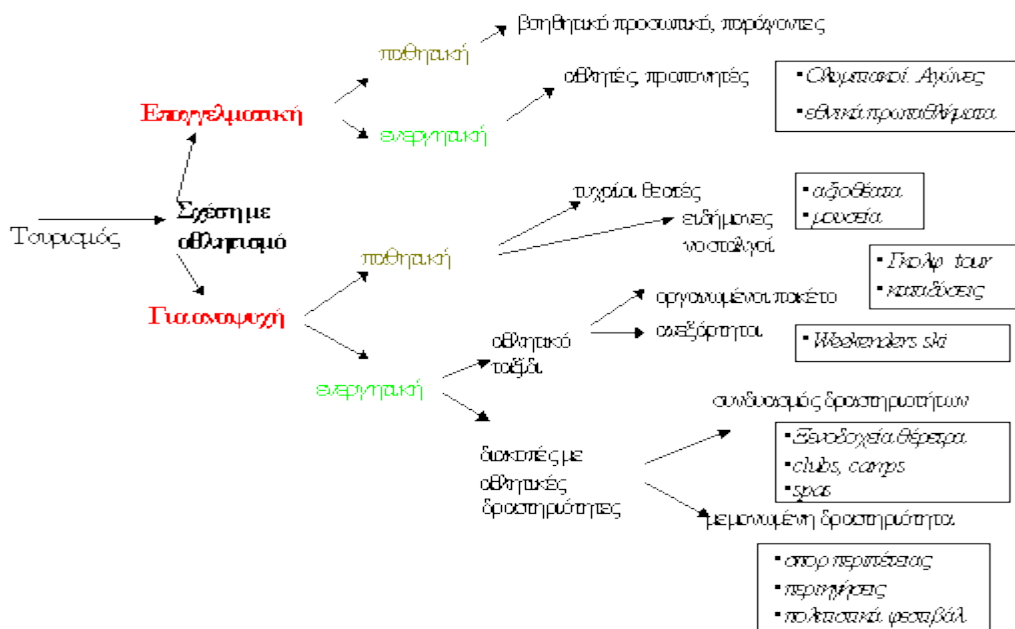 βοηθητικό προσωπικό, παράγοντες
παθητική
αθλητές, προπονητές
▪ Ολυμπιακοί Αγώνες
▪ εθνικά πρωταθλήματα
Επαγγελματική
ενεργητική
τυχαίοι θεατές
▪ αξιοθέατα
▪ μουσεία
Τουρισμός
Σχέση με
αθλητισμό
ειδήμονες
νοσταλγοί
παθητική
▪ Γκολφ tour
▪ καταδύσεις
Για αναψυχή
οργανωμένοι πακέτο
ανεξάρτητοι
▪ Weekenders ski
αθλητικό
ταξίδι
ενεργητική
συνδυασμός δραστηριοτήτων
▪ Ξενοδοχεία θέρετρα
▪ clubs, camps
▪ spas
διακοπές με
αθλητικές
δραστηριότητες
μεμονωμένη δραστηριότητα
▪ σπορ περιπέτειας
▪ περιηγήσεις
▪ πολιτιστικά φεστιβάλ